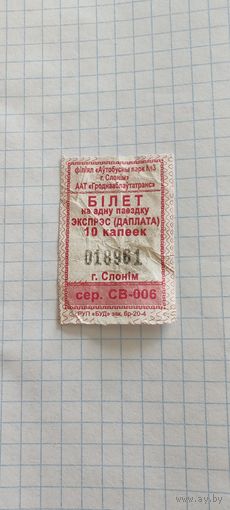 філіял «Аўтобусны парк №3
г. Слонім»
ААТ «Гроднааблаўтатранс»
БІЛЕТ
на адну паездку
ЭКСПРЭС (ДАПЛАТА)
10 капеек
018961
г. Слонім
сер. СВ-006
РУП «БУД» зак. бр-20-4
www.ay.by